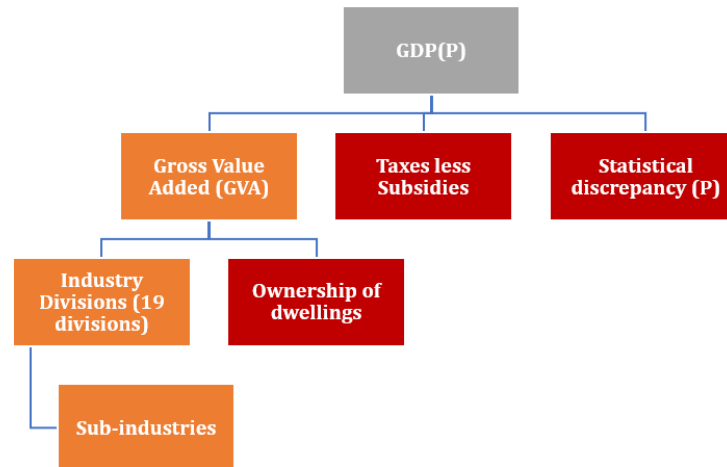 GDP(P)
Gross Value
Added (GVA)
Taxes less
Subsidies
Statistical
discrepancy (P)
Industry
Divisions (19
divisions)
Ownership of
dwellings
Sub-industries